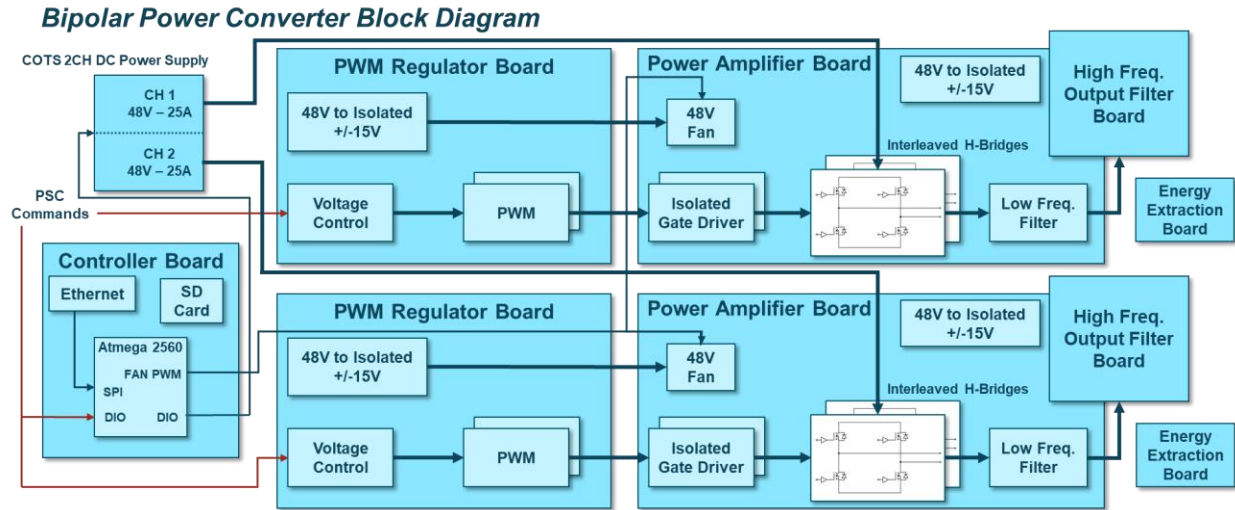 Bipolar Power Converter Block Diagram
COTS 2CH DC Power Supply
CH 1
48V – 25A
CH 2
48V – 25A
PSC
Commands
Controller Board
Ethernet
SD
Card
Atmega 2560
FAN PWM
SPI
DIO
DIO
PWM Regulator Board
48V to Isolated
+/-15V
Voltage
Control
PWM
Power Amplifier Board
48V to Isolated
+/-15V
48V
Fan
Interleaved H-Bridges
Isolated
Gate Driver
Low Freq.
Filter
High Freq.
Output Filter
Board
Energy
Extraction
Board
PWM Regulator Board
48V to Isolated
+/-15V
Voltage
Control
PWM
Power Amplifier Board
48V to Isolated
+/-15V
48V
Fan
Interleaved H-Bridges
Isolated
Gate Driver
Low Freq.
Filter
High Freq.
Output Filter
Board
Energy
Extraction
Board